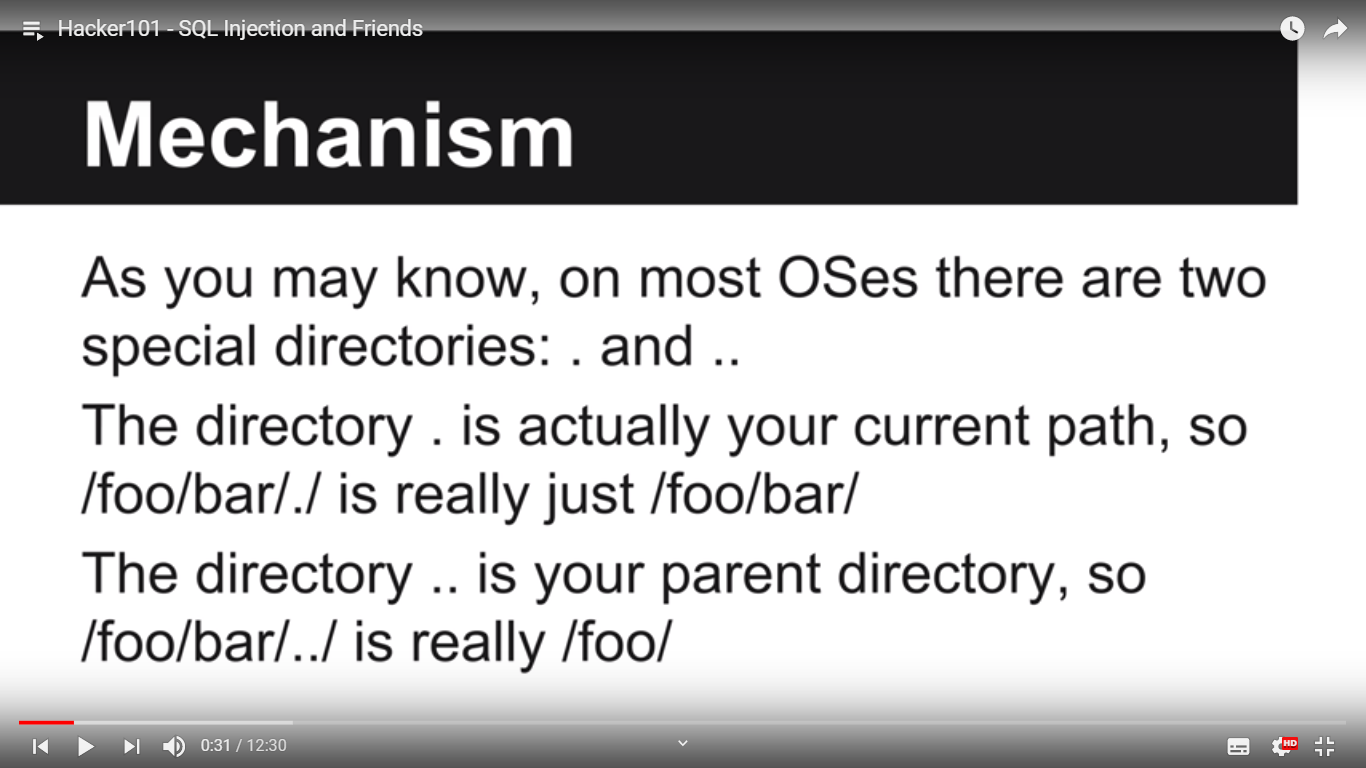 Hacker101 - SQL Injection and Friends
Mechanism
As you may know, on most OSes there are two
special directories: . and ..
The directory . is actually your current path, so
/foo/bar/./ is really just /foo/bar/
The directory .. is your parent directory, so
/foo/bar/../ is really /foo/
0:31 / 12:30
HD